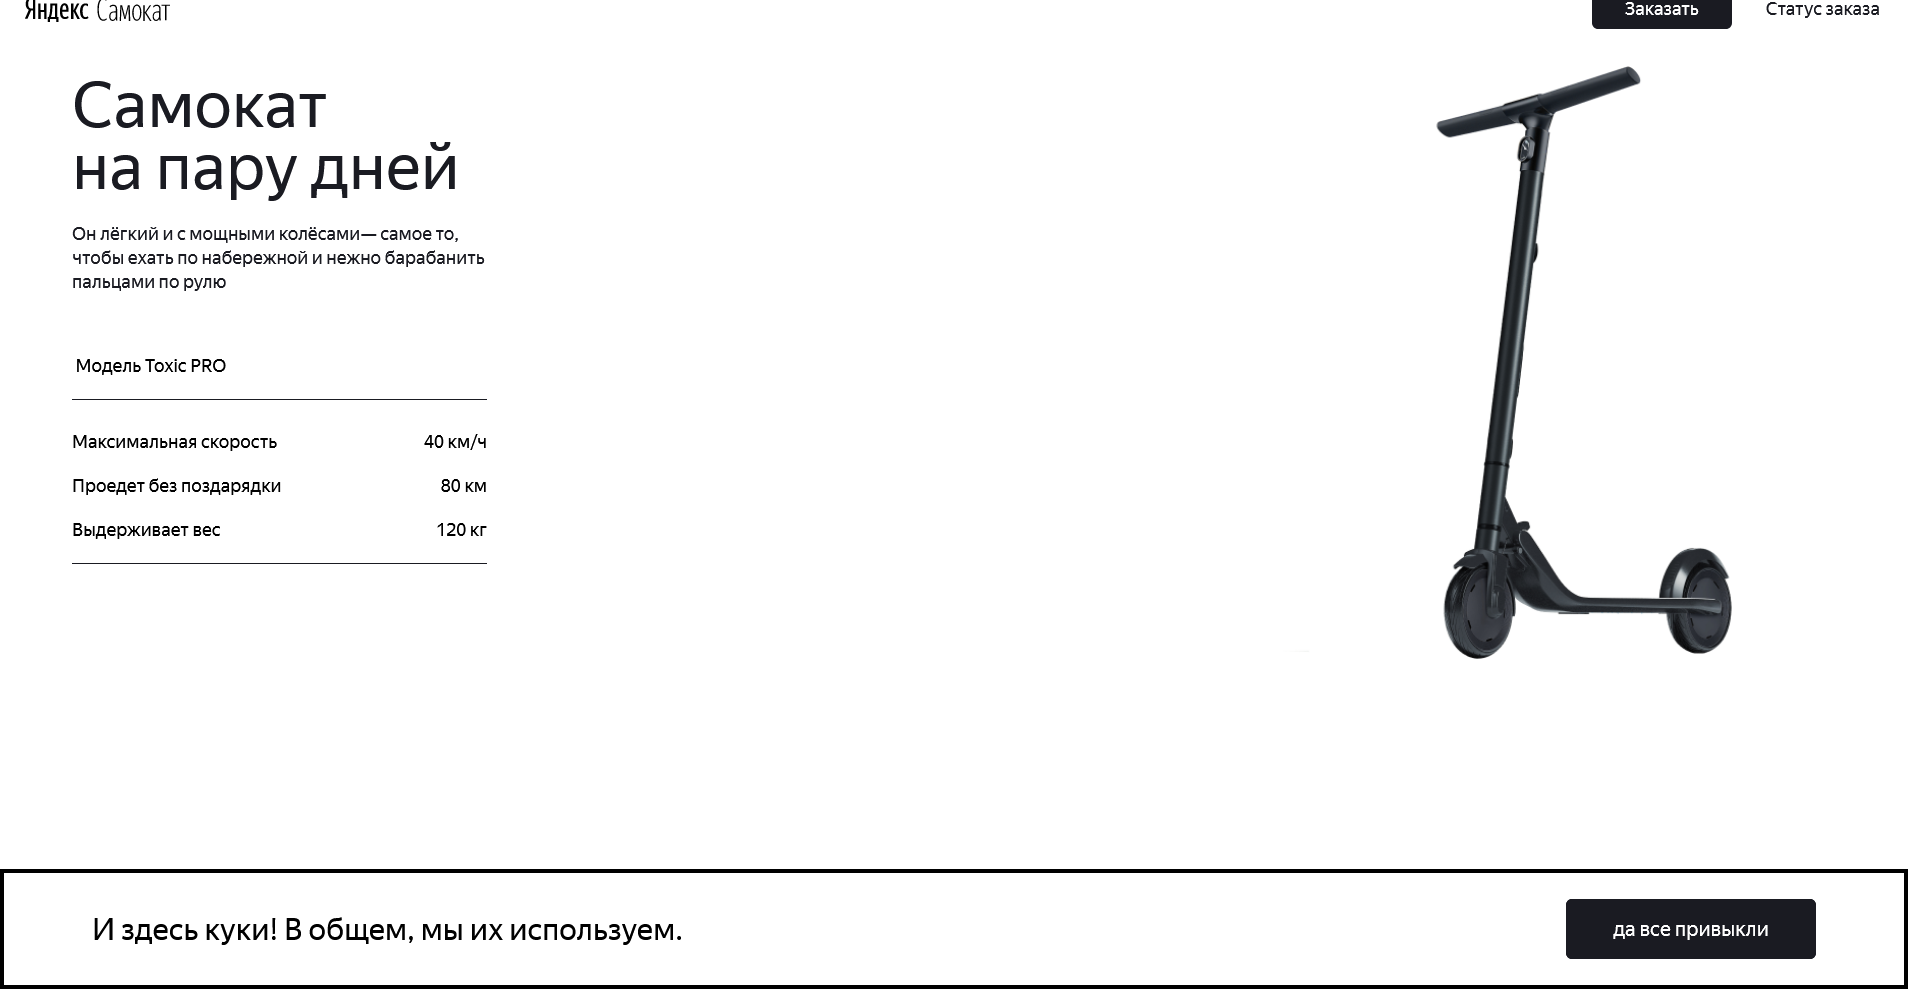 Яндекс Самокат
Заказать
Статус заказа
Самокат
на пару дней
Он лёгкий и с мощными колёсами— самое то,
чтобы ехать по набережной и нежно барабанить
пальцами по рулю
Модель Toxic PRO
Максимальная скорость 40 км/ч
Проедет без поздарядки 80 км
Выдерживает вес 120 кг
И здесь куки! В общем, мы их используем.
да все привыкли